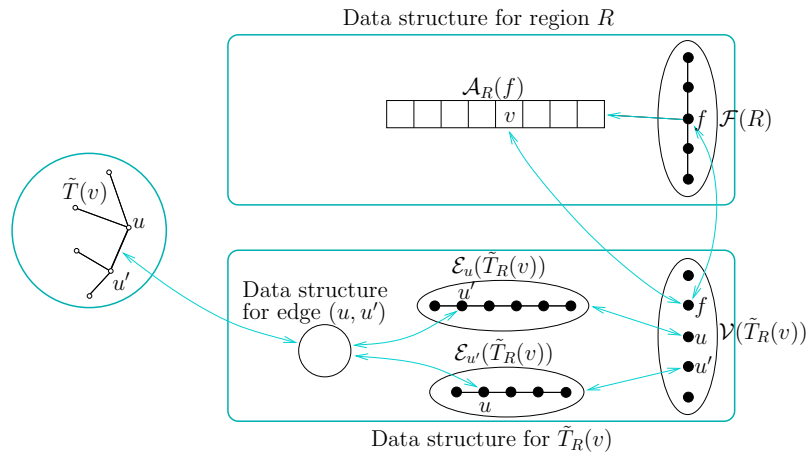 Data structure for region R
𝒜_R(f)
v
f
ℱ(R)
T̃(v)
u
u′
Data structure
for edge (u, u′)
ℰ_u(T̃_R(v))
u′
ℰ_{u′}(T̃_R(v))
u
f
u
𝒱(T̃_R(v))
u′
Data structure for T̃_R(v)